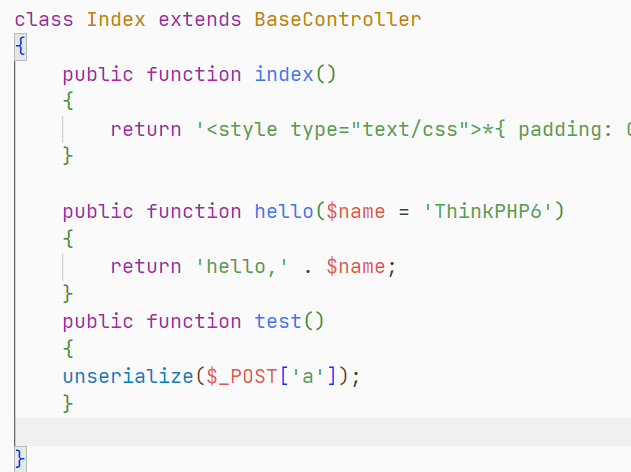 class Index extends BaseController
{
    public function index()
    {
        return '<style type="text/css">*{ padding:
    }

    public function hello($name = 'ThinkPHP6')
    {
        return 'hello,' . $name;
    }
    public function test()
    {
    unserialize($_POST['a']);
    }

}